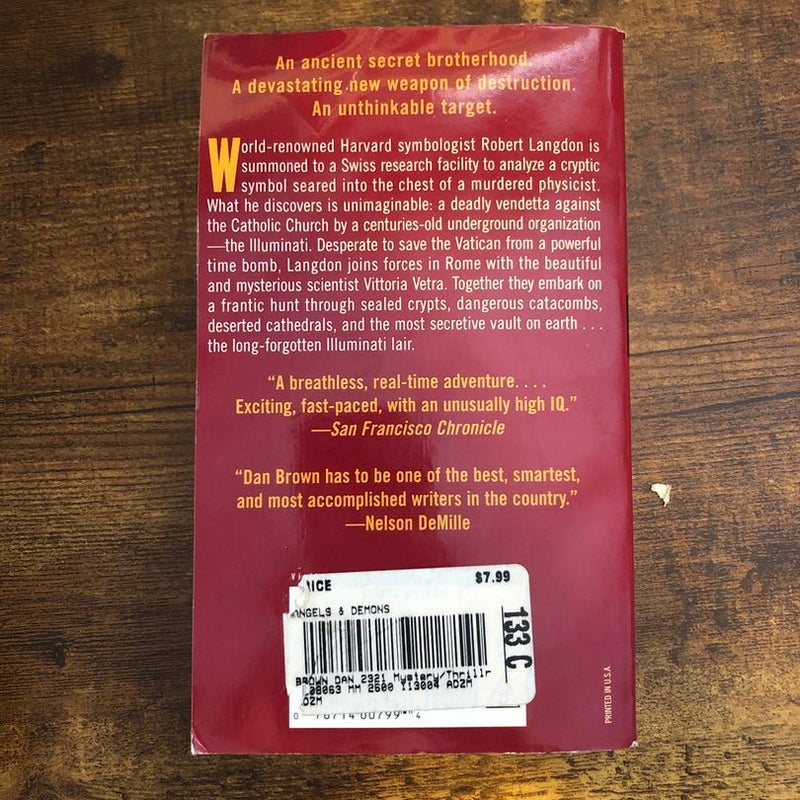 An ancient secret brotherhood.
A devastating new weapon of destruction.
An unthinkable target.
World-renowned Harvard symbologist Robert Langdon is
summoned to a Swiss research facility to analyze a cryptic
symbol seared into the chest of a murdered physicist.
What he discovers is unimaginable: a deadly vendetta against
the Catholic Church by a centuries-old underground organization
—the Illuminati. Desperate to save the Vatican from a powerful
time bomb, Langdon joins forces in Rome with the beautiful
and mysterious scientist Vittoria Vetra. Together they embark on
a frantic hunt through sealed crypts, dangerous catacombs,
deserted cathedrals, and the most secretive vault on earth . . .
the long-forgotten Illuminati lair.
“A breathless, real-time adventure. . . .
Exciting, fast-paced, with an unusually high IQ.”
—San Francisco Chronicle
“Dan Brown has to be one of the best, smartest,
and most accomplished writers in the country.”
—Nelson DeMille
$7.99
ANGELS & DEMONS
133 C
BROWN DAN 2321 Mystery/Thrillr
08063 MM 2500 113004 ADZM
DZM
PRINTED IN U.S.A.